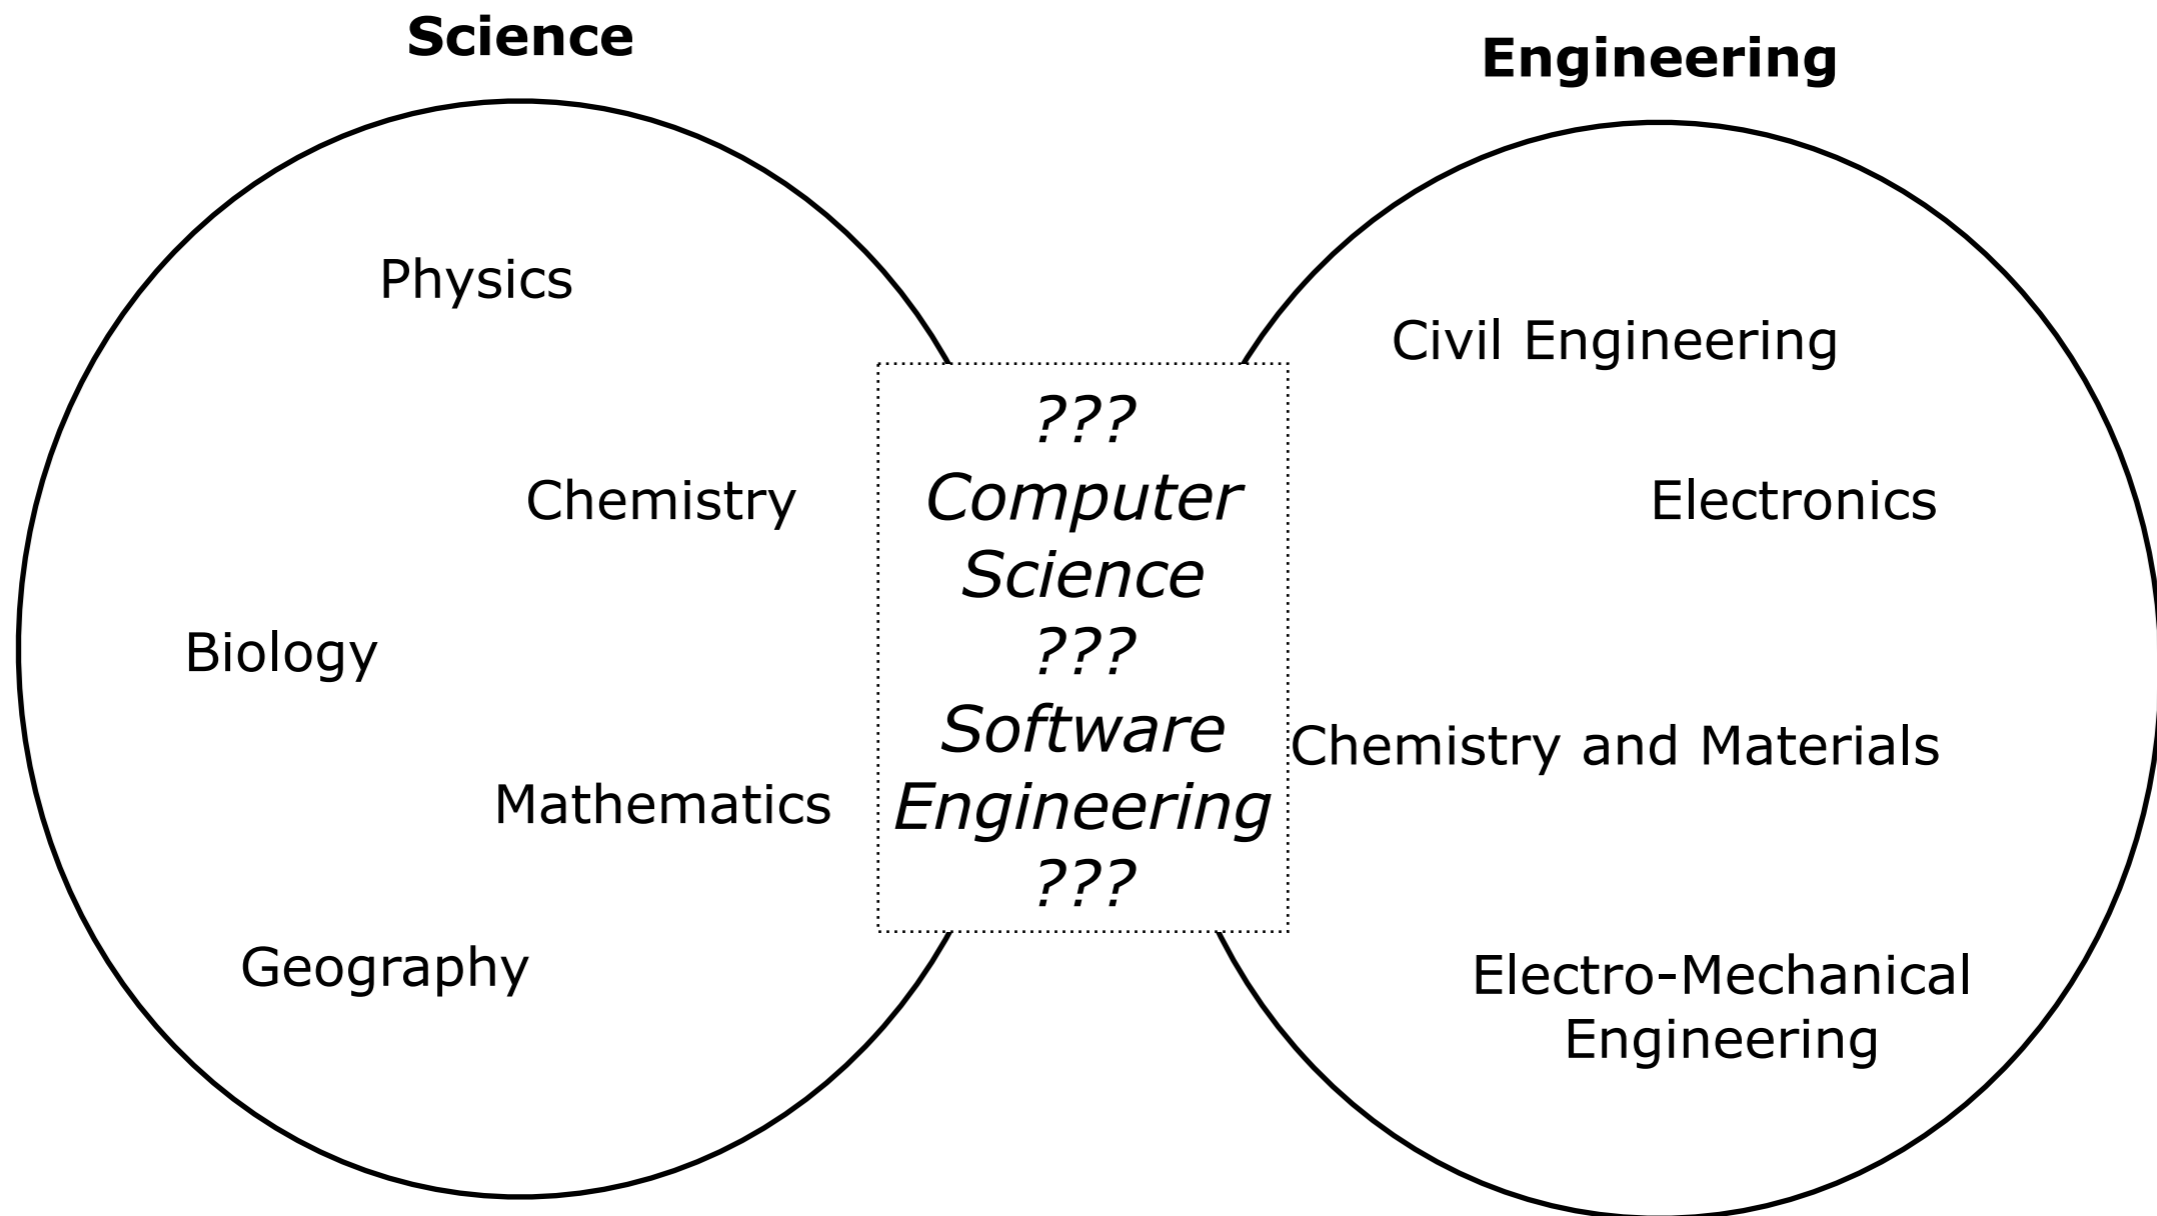 Science
Physics
Chemistry
Biology
Mathematics
Geography
???
Computer
Science
???
Software
Engineering
???
Engineering
Civil Engineering
Electronics
Chemistry and Materials
Electro-Mechanical
Engineering